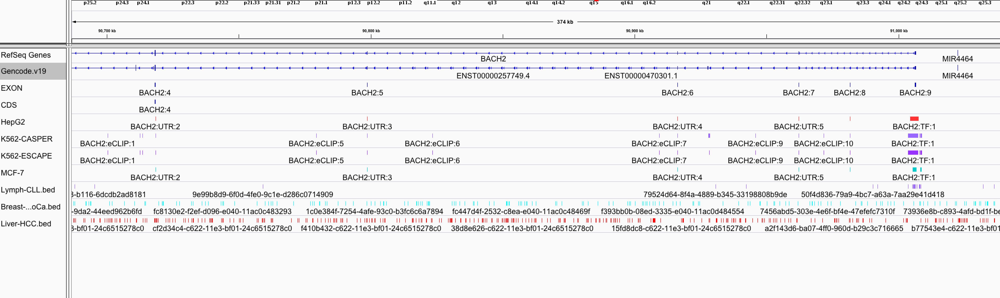 p25.2 p24.3 p24.1 p22.3 p22.2 p21.33 p21.31 p21.2 p21.1 p12.3 p12.2 p11.2 q11.1 q12 q13 q14.1 q14.2 q15 q16.1 q16.2 q21 q22.1 q22.31 q22.32 q23.1 q23.3 q24.1 q24.2 q24.3 q25.1 q25.2 q25.3
374 kb
90,700 kb 90,800 kb 90,900 kb 91,000 kb
RefSeq Genes
BACH2 MIR4464
Gencode.v19
ENST00000257749.4 ENST00000470301.1 MIR4464
EXON
BACH2:4 BACH2:5 BACH2:6 BACH2:7 BACH2:8 BACH2:9
CDS
BACH2:4
HepG2
BACH2:UTR:2 BACH2:UTR:3 BACH2:UTR:4 BACH2:UTR:5 BACH2:TF:1
K562-CASPER
BACH2:eCLIP:1 BACH2:eCLIP:5 BACH2:eCLIP:6 BACH2:eCLIP:7 BACH2:eCLIP:9 BACH2:eCLIP:10 BACH2:TF:1
K562-ESCAPE
BACH2:eCLIP:1 BACH2:eCLIP:5 BACH2:eCLIP:6 BACH2:eCLIP:7 BACH2:eCLIP:9 BACH2:eCLIP:10 BACH2:TF:1
MCF-7
BACH2:UTR:2 BACH2:UTR:3 BACH2:UTR:4 BACH2:UTR:5 BACH2:TF:1
Lymph-CLL.bed
-b116-6dcdb2ad8181 9e99b8d9-6f0d-4fe0-9c1e-d286c0714909 79524d64-8f4a-4889-b345-33198808b9de 50f4d836-79a9-4bc7-a63a-7aa29e41d418
Breast-...oCa.bed
-9da2-44eed962b6fd fc8130e2-f2ef-d096-e040-11ac0c483293 1c0e384f-7254-4afe-93c0-b3fc6c6a7894 fc447d4f-2532-c8ea-e040-11ac0c48469f f393bb0b-08ed-3335-e040-11ac0d484554 7456abd5-303e-4e6f-bf4e-47efefc7310f 73936e8b-c893-4afd-bd1f-be
Liver-HCC.bed
-bf01-24c6515278c0 cf2d34c4-c622-11e3-bf01-24c6515278c0 f410b432-c622-11e3-bf01-24c6515278c0 38d8e626-c622-11e3-bf01-24c6515278c0 15fd8dc8-c622-11e3-bf01-24c6515278c0 a2f143d6-ba07-4ff0-960d-b29c3c716665 b77543e4-c622-11e3-bf01